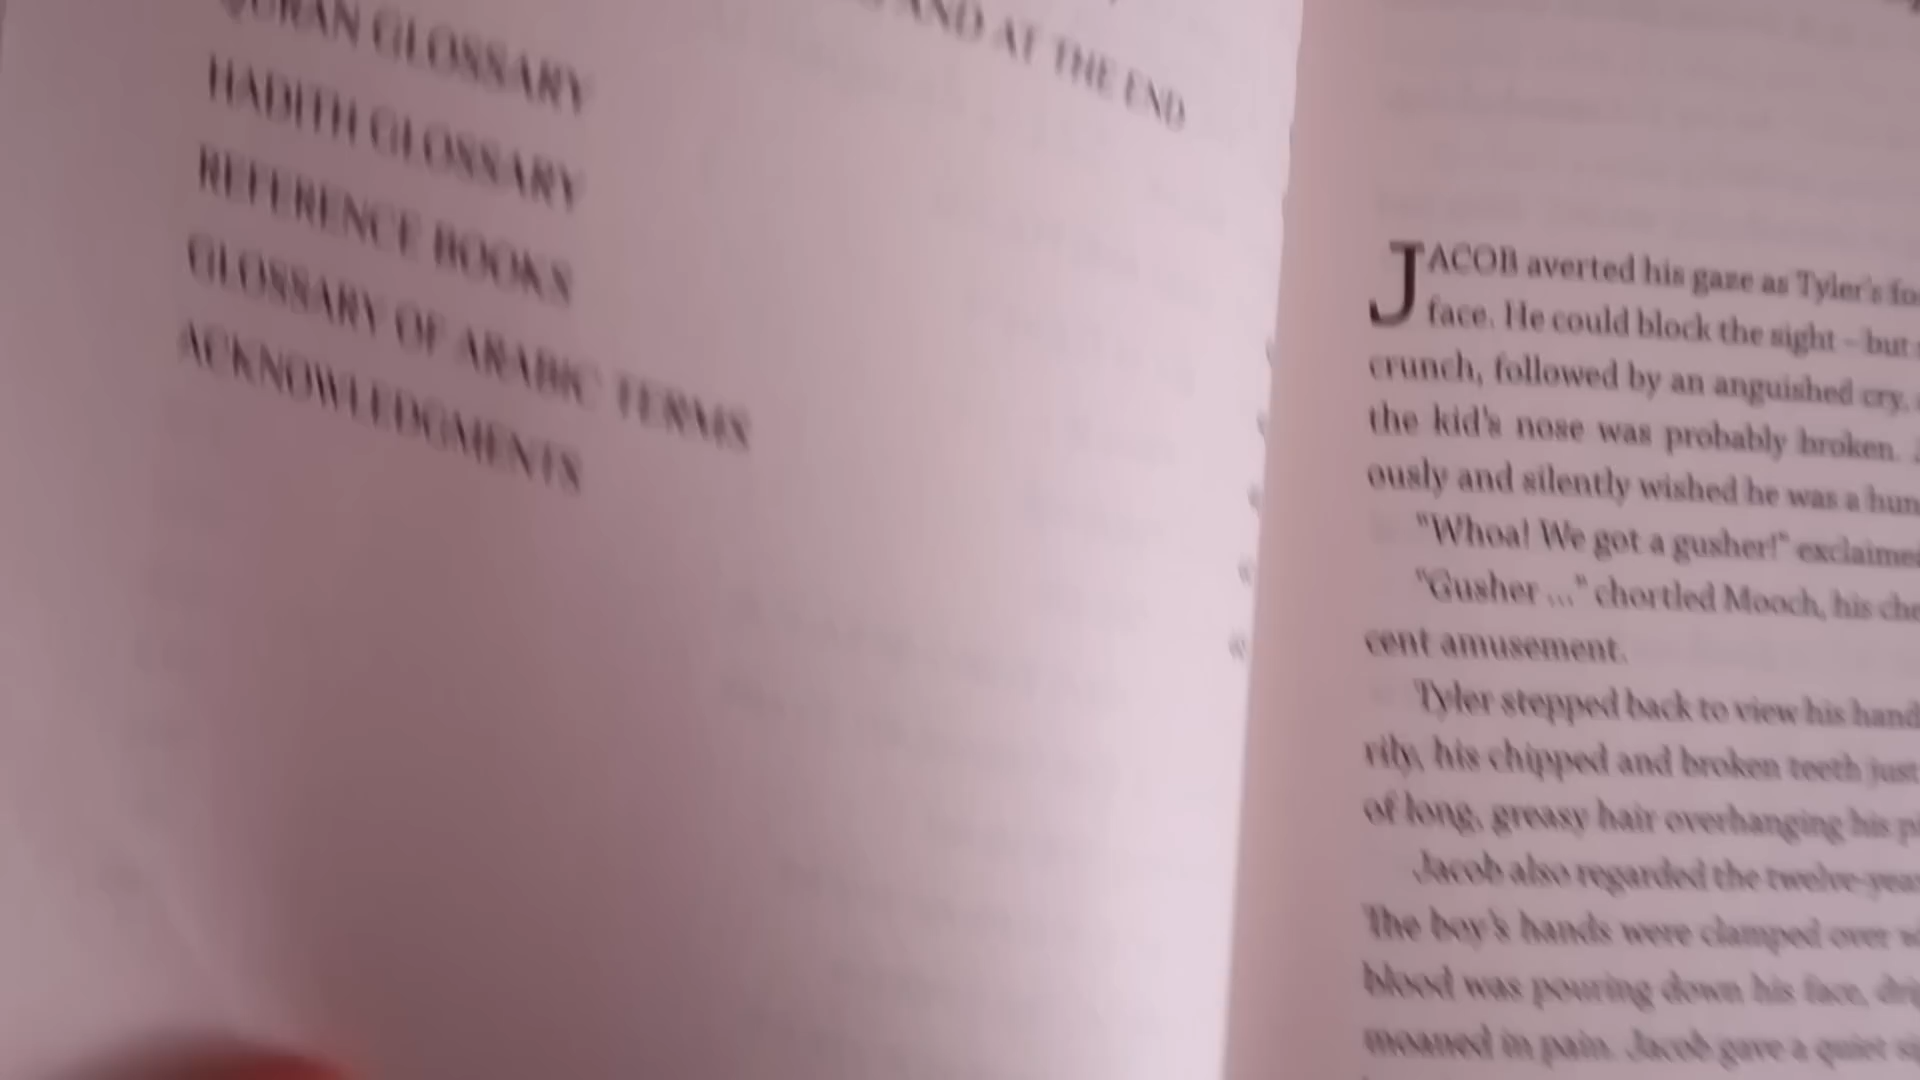 QURAN GLOSSARY
AND AT THE END
HADITH GLOSSARY
REFERENCE BOOKS
GLOSSARY OF ARABIC TERMS
ACKNOWLEDGMENTS
JACOB averted his gaze as Tyler's
face. He could block the sight – but
crunch, followed by an anguished cry,
the kid's nose was probably broken.
ously and silently wished he was a
"Whoa! We got a gusher!"
"Gusher ..." chortled Mooch, his
cent amusement.
Tyler stepped back to view his
rily, his chipped and broken teeth just
of long, greasy hair overhanging his
Jacob also regarded the
The boy's hands were clamped over
blood was pouring down his face,
moaned in pain. Jacob gave a quiet